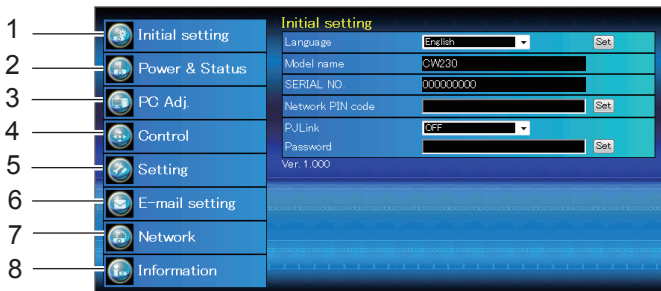 1 Initial setting
2 Power & Status
3 PC Adj.
4 Control
5 Setting
6 E-mail setting
7 Network
8 Information
Initial setting
Language English Set
Model name CW230
SERIAL NO. 000000000
Network PIN code Set
PJLink OFF
Password Set
Ver. 1.000